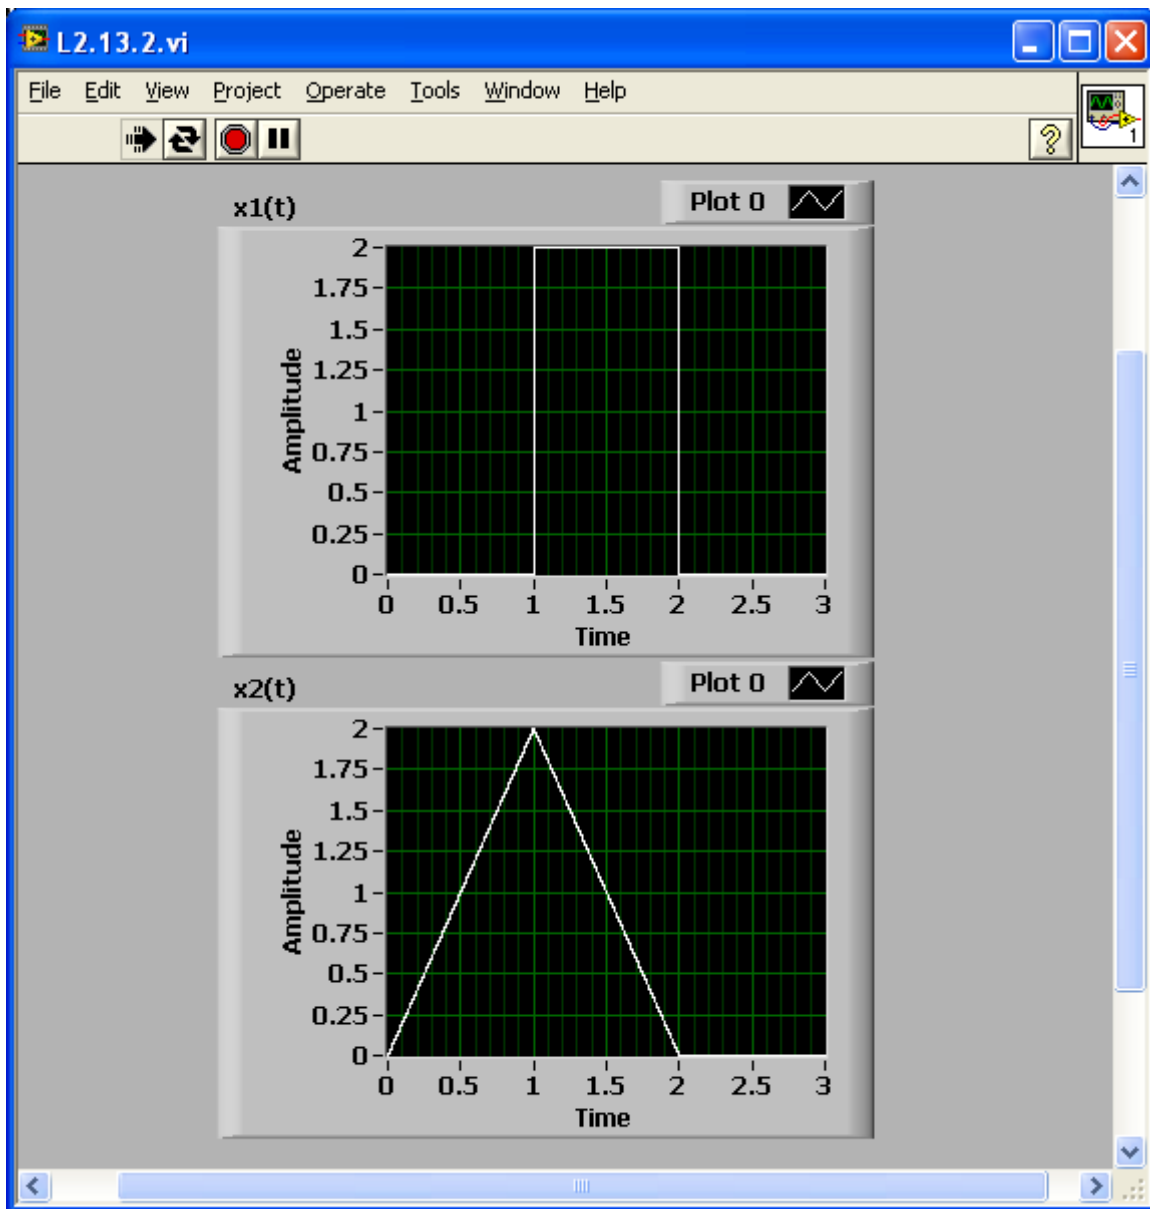 L2.13.2.vi
File Edit View Project Operate Tools Window Help
1
x1(t)
Plot 0
2
1.75
1.5
1.25
1
0.75
0.5
0.25
0
Amplitude
0 0.5 1 1.5 2 2.5 3
Time
x2(t)
Plot 0
2
1.75
1.5
1.25
1
0.75
0.5
0.25
0
Amplitude
0 0.5 1 1.5 2 2.5 3
Time